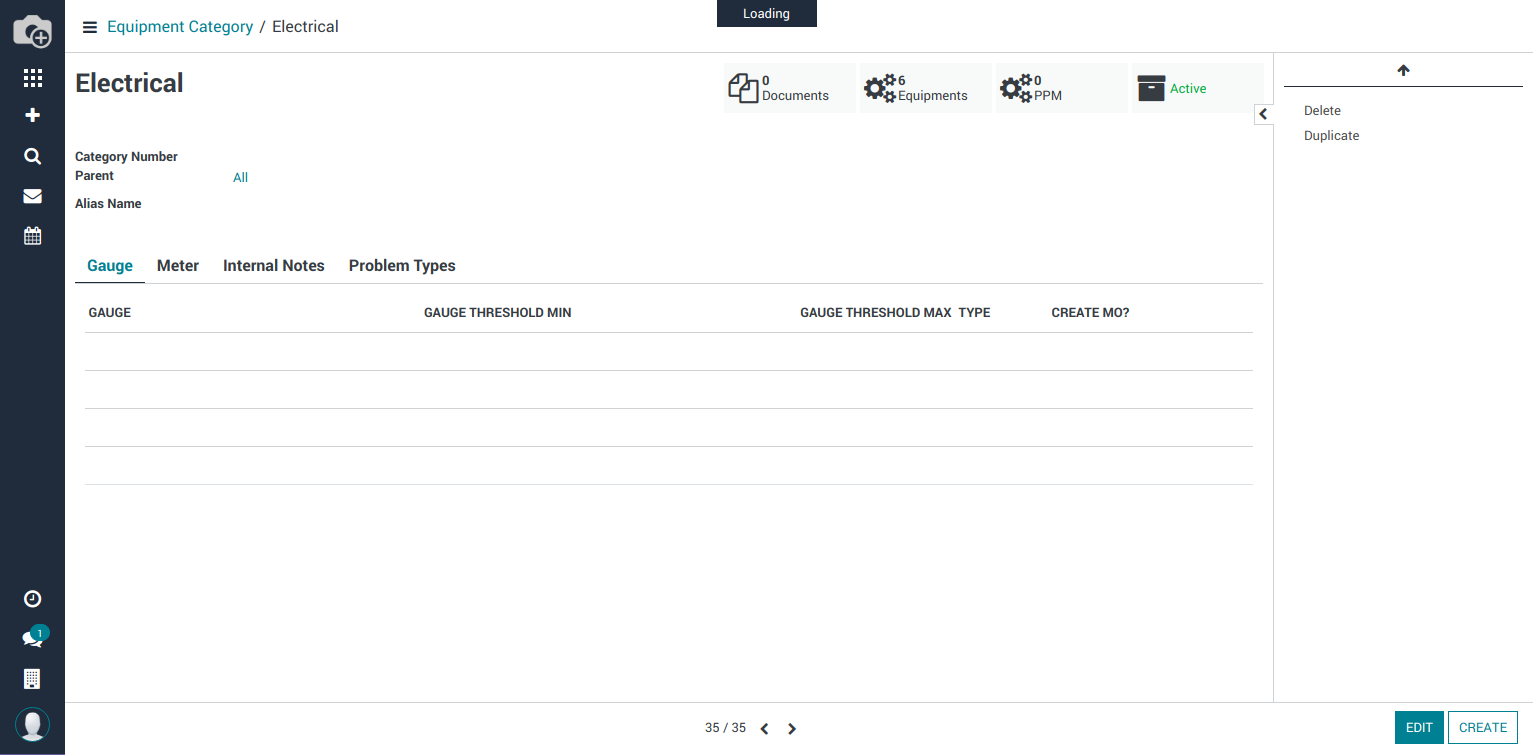 Loading
Equipment Category / Electrical
Electrical
0
Documents
6
Equipments
0
PPM
Active
Delete
Duplicate
Category Number
Parent All
Alias Name
Gauge Meter Internal Notes Problem Types
GAUGE GAUGE THRESHOLD MIN GAUGE THRESHOLD MAX TYPE CREATE MO?
1
35 / 35
EDIT CREATE